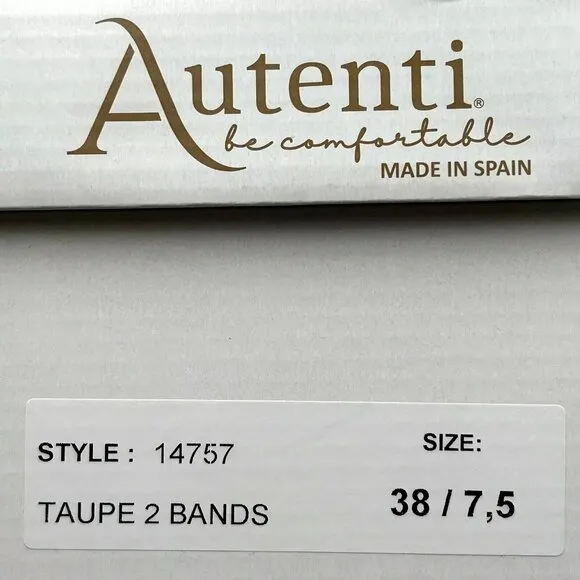 Autenti®
be comfortable
MADE IN SPAIN
STYLE : 14757
SIZE:
TAUPE 2 BANDS
38 / 7,5